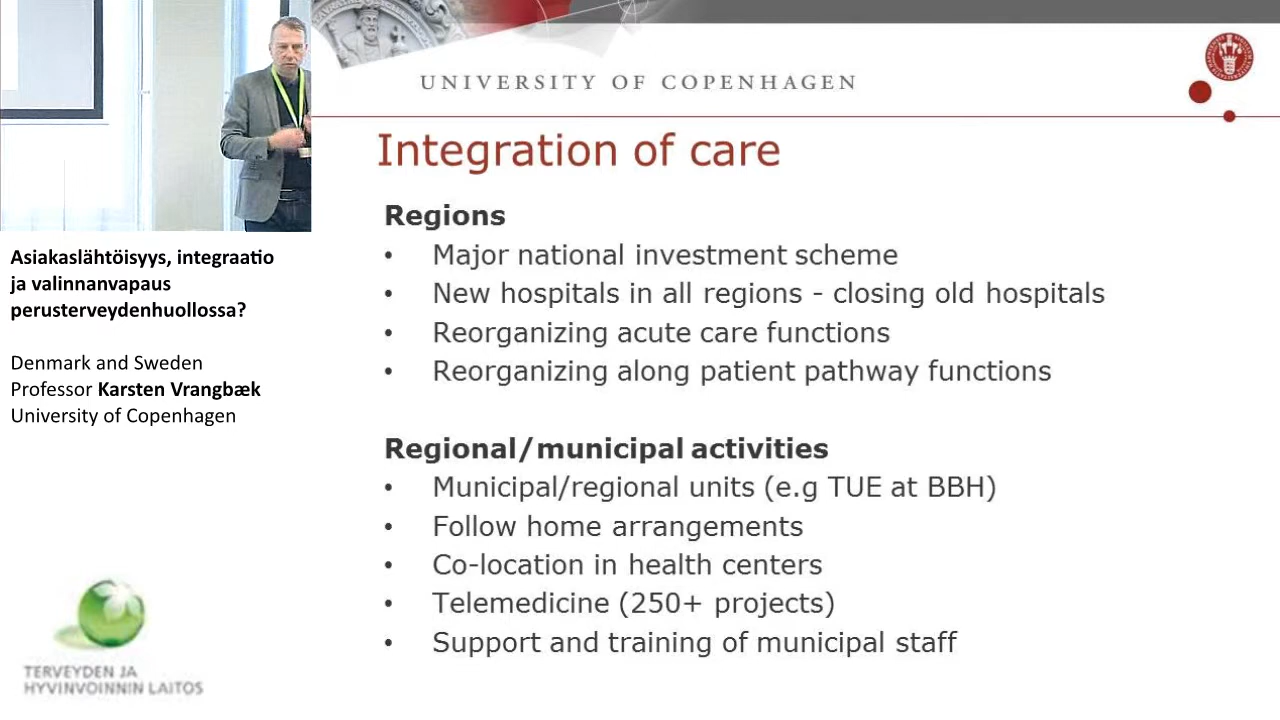 UNIVERSITY OF COPENHAGEN
Integration of care
Regions
• Major national investment scheme
• New hospitals in all regions - closing old hospitals
• Reorganizing acute care functions
• Reorganizing along patient pathway functions
Regional/municipal activities
• Municipal/regional units (e.g TUE at BBH)
• Follow home arrangements
• Co-location in health centers
• Telemedicine (250+ projects)
• Support and training of municipal staff
Asiakaslähtöisyys, integraatio
ja valinnanvapaus
perusterveydenhuollossa?
Denmark and Sweden
Professor Karsten Vrangbæk
University of Copenhagen
TERVEYDEN JA
HYVINVOINNIN LAITOS